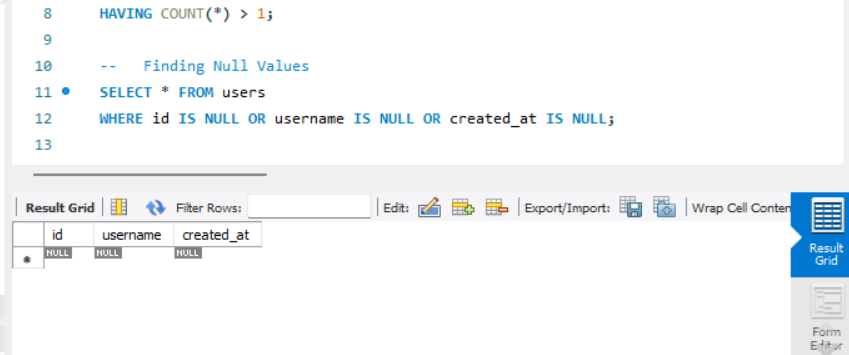 8 HAVING COUNT(*) > 1;
9
10 -- Finding Null Values
11 SELECT * FROM users
12 WHERE id IS NULL OR username IS NULL OR created_at IS NULL;
13
Result Grid Filter Rows: Edit: Export/Import: Wrap Cell Conten
id username created_at
* NULL NULL NULL
Result
Grid
Form
Editor